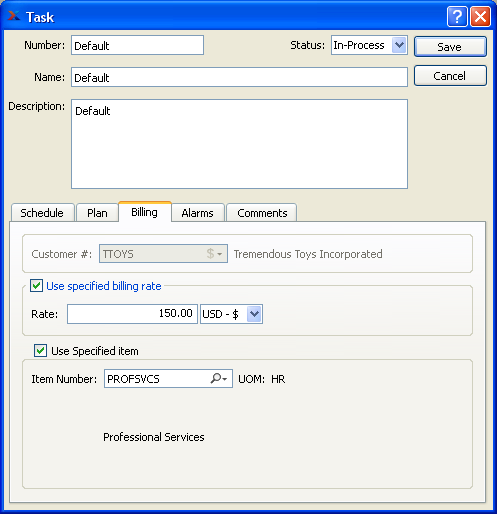 Task
Number: Default Status: In-Process Save
Name: Default Cancel
Description: Default
Schedule Plan Billing Alarms Comments
Customer #: TTOYS $ Tremendous Toys Incorporated
Use specified billing rate
Rate: 150.00 USD - $
Use Specified item
Item Number: PROFSVCS UOM: HR
Professional Services